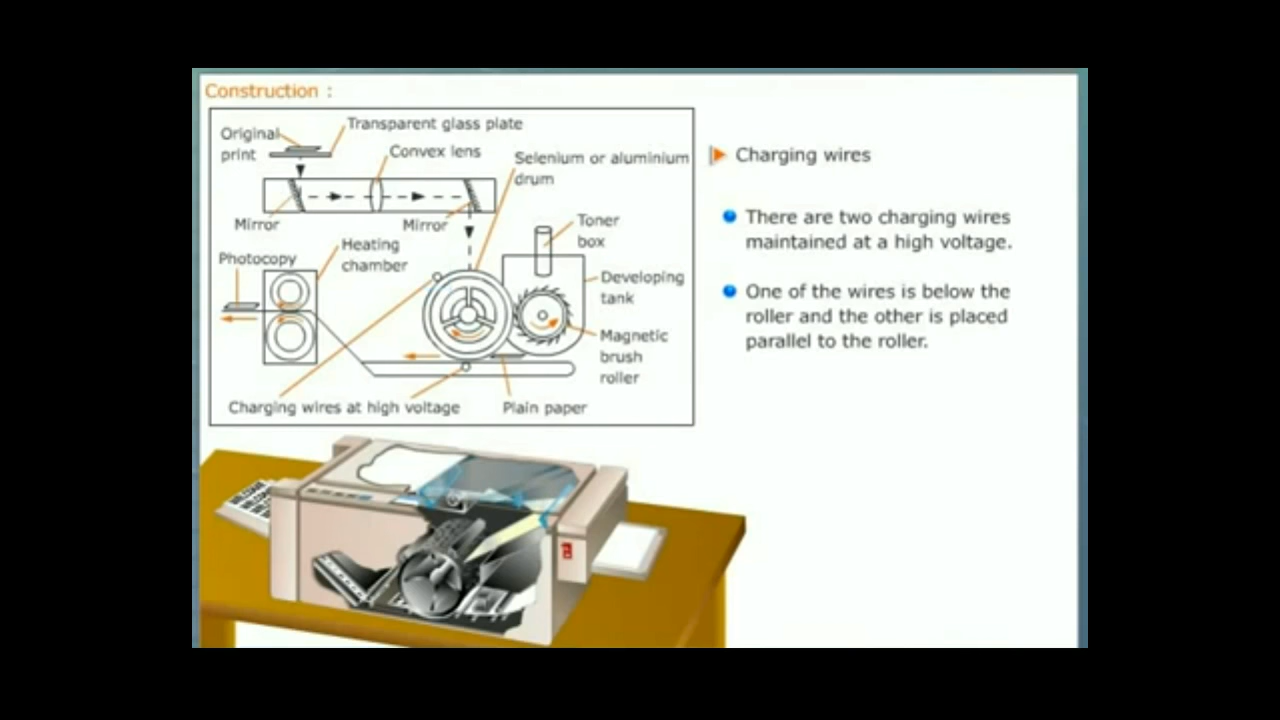 Construction :
Original
print
Transparent glass plate
Convex lens
Selenium or aluminium
drum
Mirror
Mirror
Toner
box
Heating
chamber
Photocopy
Developing
tank
Magnetic
brush
roller
Charging wires at high voltage
Plain paper
Charging wires
There are two charging wires
maintained at a high voltage.
One of the wires is below the
roller and the other is placed
parallel to the roller.
WELCOME
WELCOME